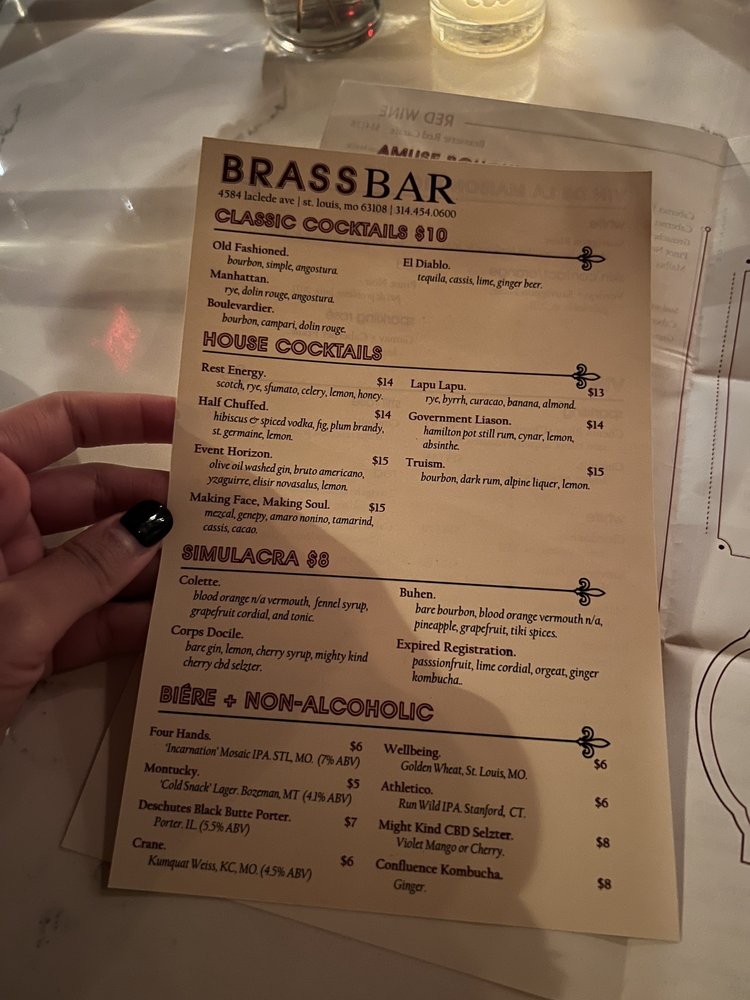 RED WINE
Brasserie Red Carafe
BRASSBAR
4584 laclede ave | st. louis, mo 63108 | 314.454.0600
CLASSIC COCKTAILS $10
Old Fashioned.
bourbon, simple, angostura.
Manhattan.
rye, dolin rouge, angostura.
Boulevardier.
bourbon, campari, dolin rouge.
El Diablo.
tequila, cassis, lime, ginger beer.
HOUSE COCKTAILS
Rest Energy. $14
scotch, rye, sfumato, celery, lemon, honey.
Half Chuffed. $14
hibiscus & spiced vodka, fig, plum brandy,
st. germaine, lemon.
Event Horizon. $15
olive oil washed gin, bruto americano,
yzaguirre, elisir novasalus, lemon.
Making Face, Making Soul. $15
mezcal, genepy, amaro nonino, tamarind,
cassis, cacao.
Lapu Lapu. $13
rye, byrrh, curacao, banana, almond.
Government Liason. $14
hamilton pot still rum, cynar, lemon,
absinthe.
Truism. $15
bourbon, dark rum, alpine liquer, lemon.
SIMULACRA $8
Colette.
blood orange n/a vermouth, fennel syrup,
grapefruit cordial, and tonic.
Corps Docile.
bare gin, lemon, cherry syrup, mighty kind
cherry cbd selzter.
Buhen.
bare bourbon, blood orange vermouth n/a,
pineapple, grapefruit, tiki spices.
Expired Registration.
passsionfruit, lime cordial, orgeat, ginger
kombucha..
BIÉRE + NON-ALCOHOLIC
Four Hands. $6
'Incarnation' Mosaic IPA. STL, MO. (7% ABV)
Montucky. $5
'Cold Snack' Lager. Bozeman, MT (4.1% ABV)
Deschutes Black Butte Porter. $7
Porter. IL. (5.5% ABV)
Crane. $6
Kumquat Weiss, KC, MO. (4.5% ABV)
Wellbeing. $6
Golden Wheat, St. Louis, MO.
Athletico. $6
Run Wild IPA. Stanford, CT.
Might Kind CBD Selzter. $8
Violet Mango or Cherry.
Confluence Kombucha. $8
Ginger.